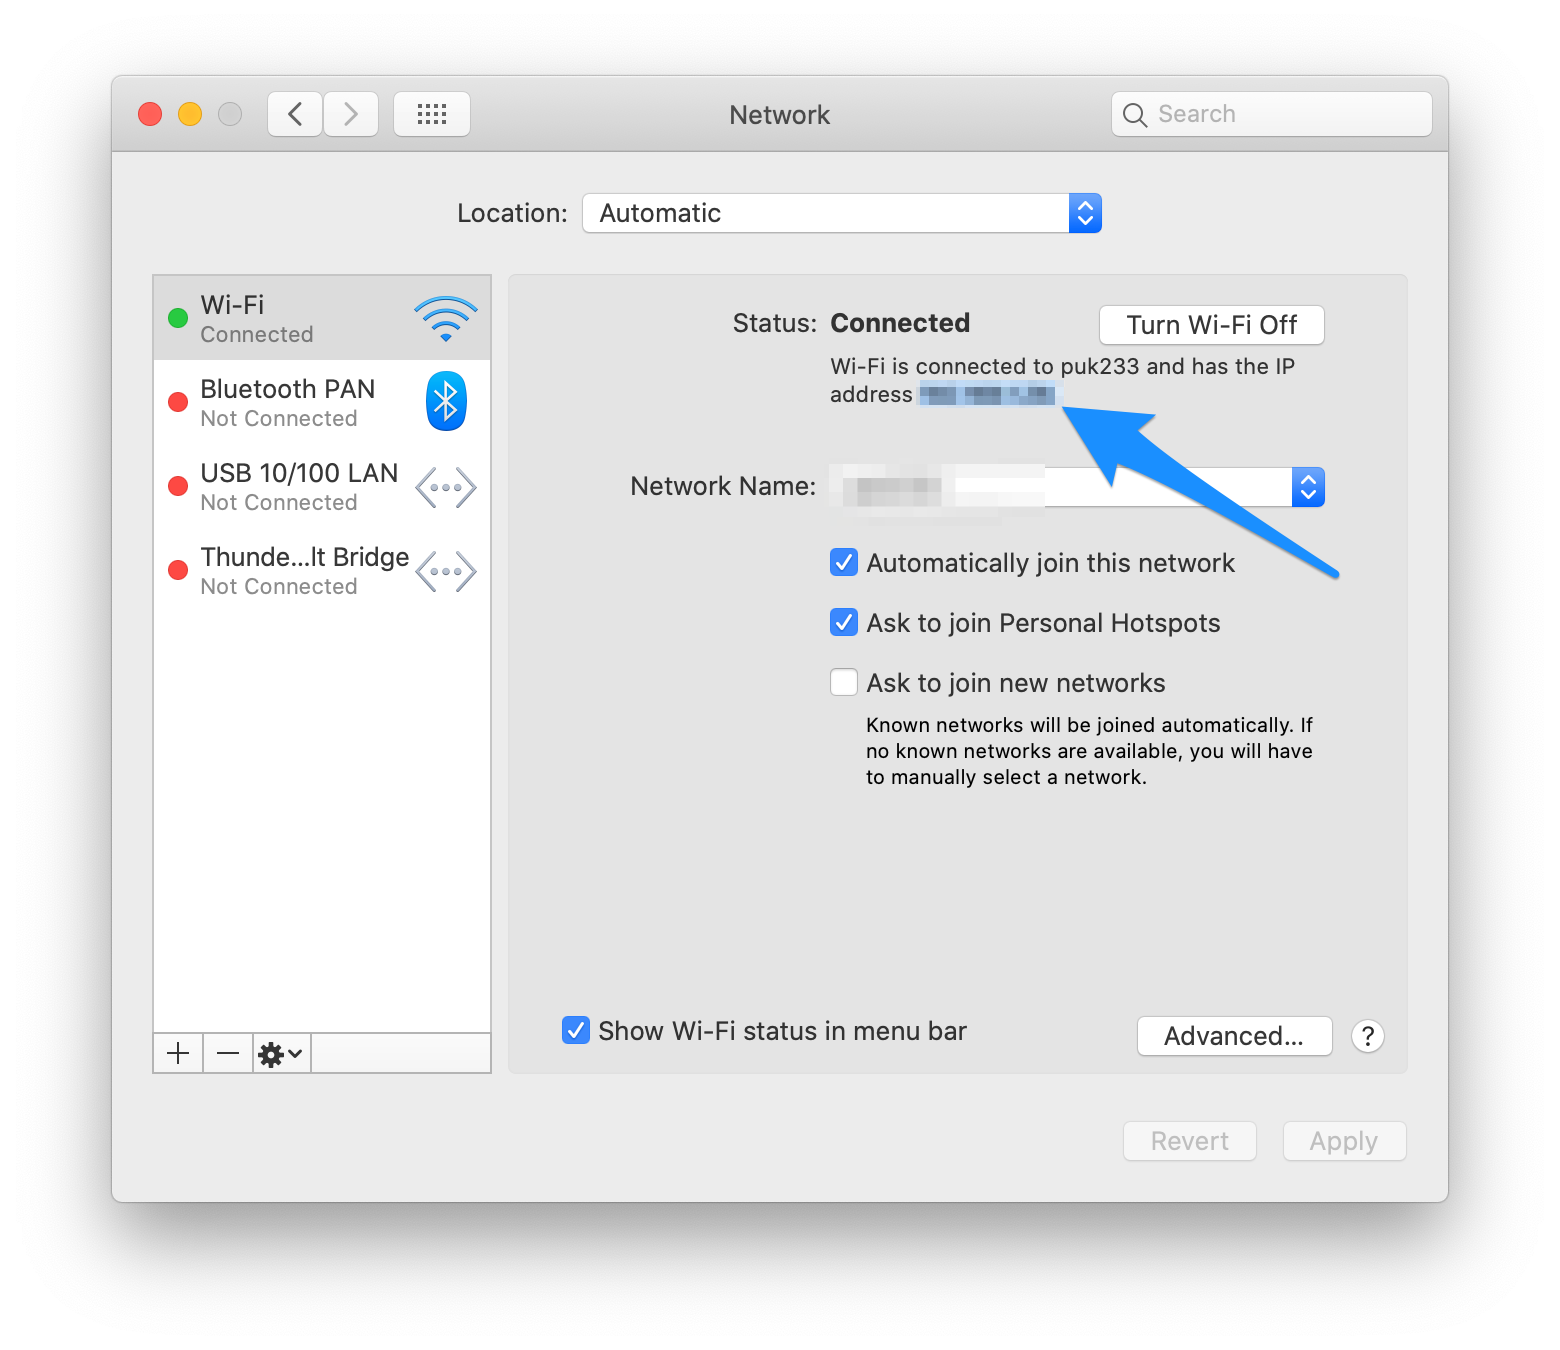 Network
Search
Location: Automatic
Wi-Fi
Connected
Bluetooth PAN
Not Connected
USB 10/100 LAN
Not Connected
Thunde...lt Bridge
Not Connected
Status: Connected
Turn Wi-Fi Off
Wi-Fi is connected to puk233 and has the IP
address
Network Name:
Automatically join this network
Ask to join Personal Hotspots
Ask to join new networks
Known networks will be joined automatically. If
no known networks are available, you will have
to manually select a network.
Show Wi-Fi status in menu bar
Advanced...
?
Revert
Apply